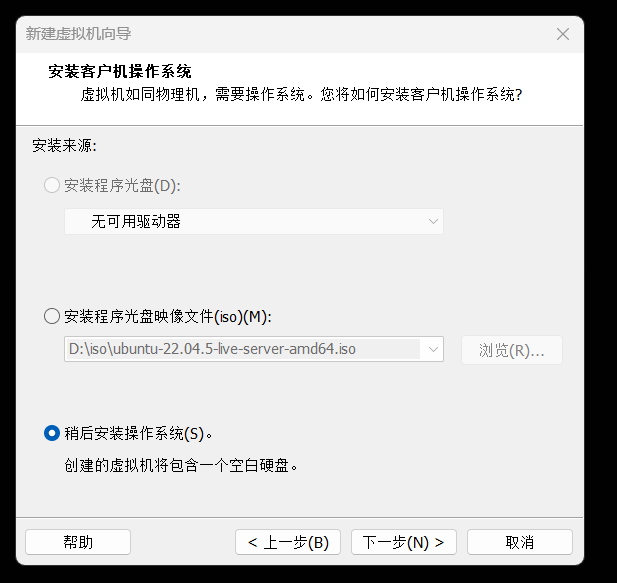 新建虚拟机向导
安装客户机操作系统
虚拟机如同物理机，需要操作系统。您将如何安装客户机操作系统?
安装来源:
安装程序光盘(D):
无可用驱动器
安装程序光盘映像文件(iso)(M):
D:\iso\ubuntu-22.04.5-live-server-amd64.iso
浏览(R)...
稍后安装操作系统(S)。
创建的虚拟机将包含一个空白硬盘。
帮助
< 上一步(B)
下一步(N) >
取消